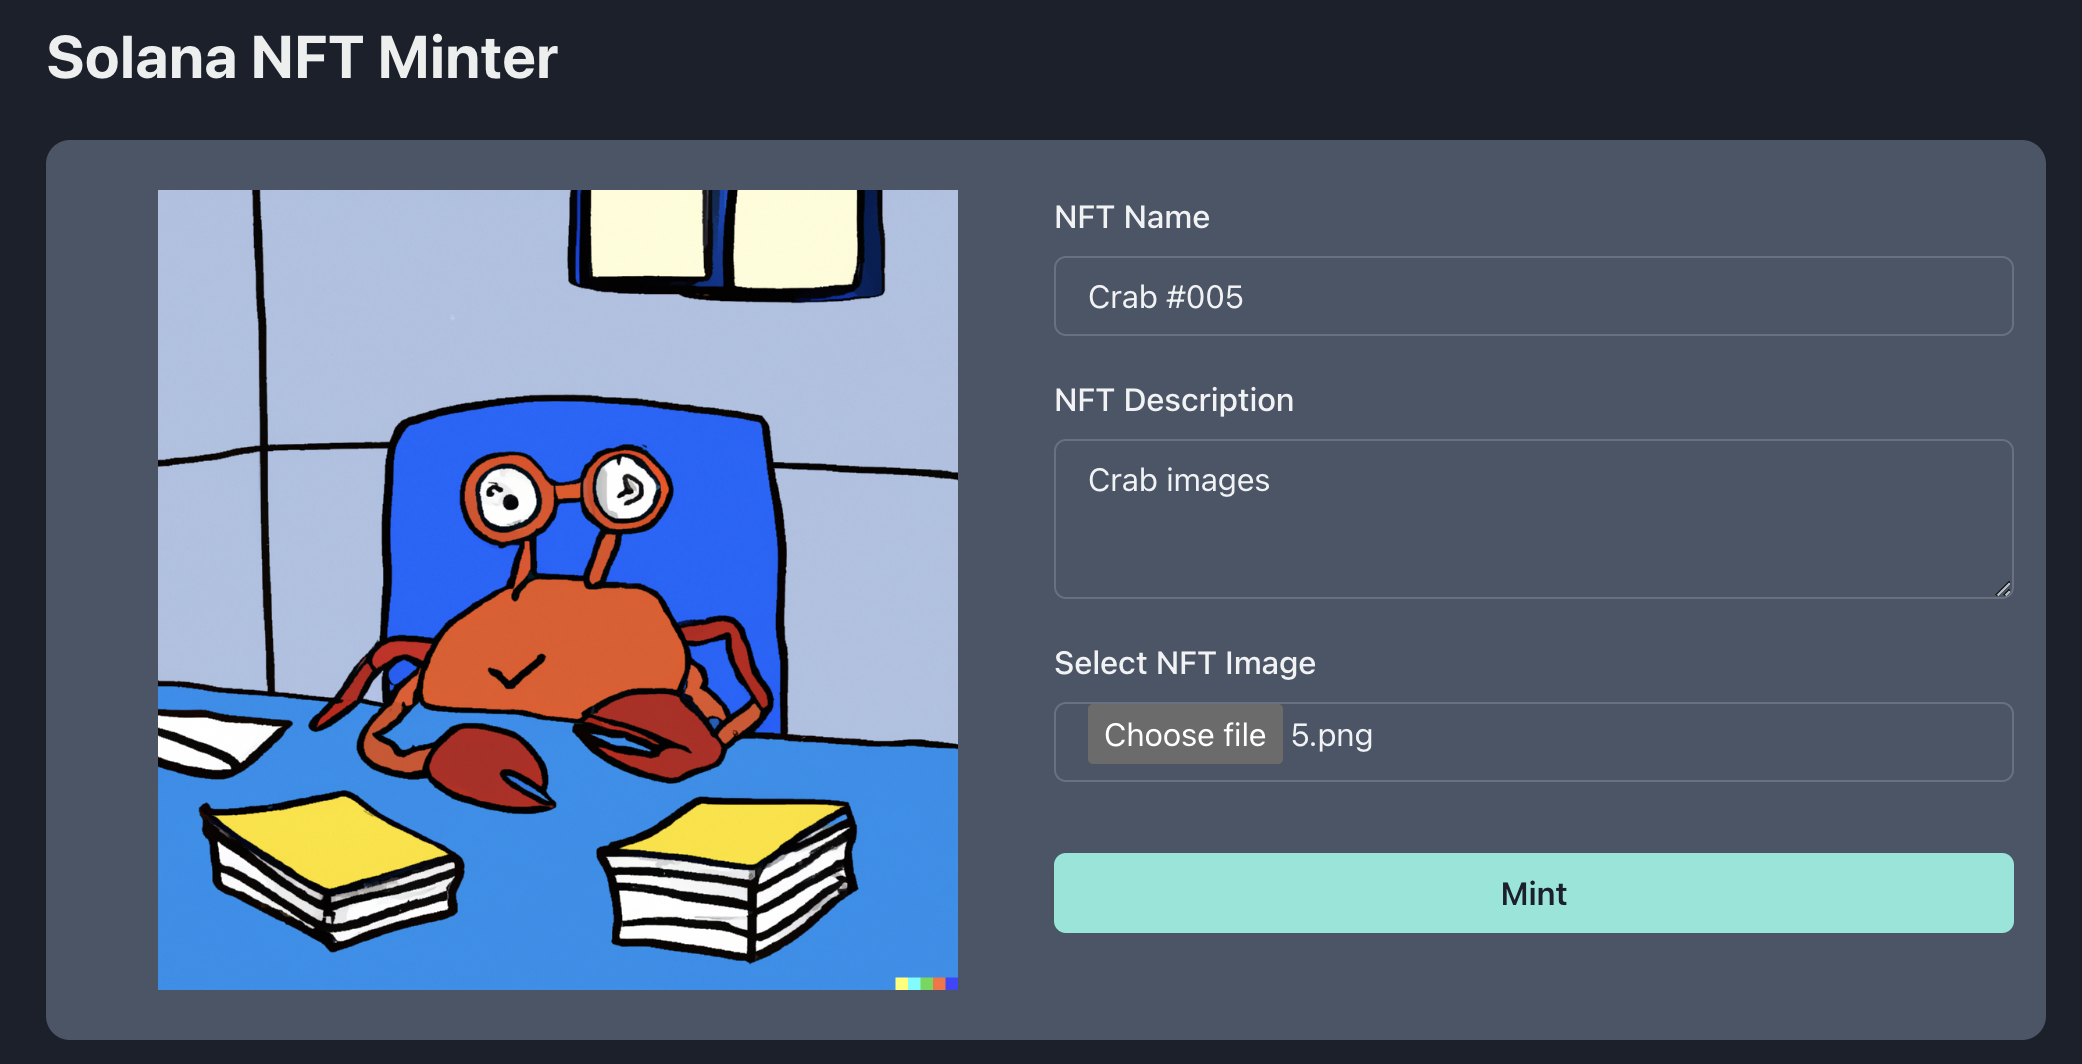 Solana NFT Minter
NFT Name
Crab #005
NFT Description
Crab images
Select NFT Image
Choose file 5.png
Mint